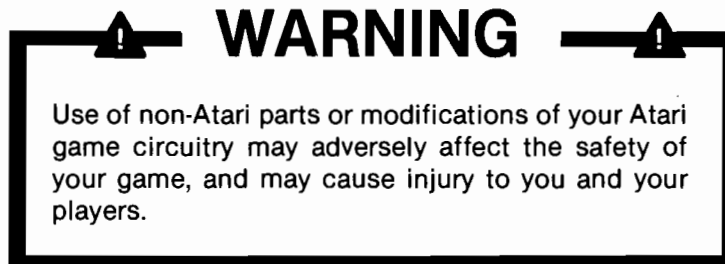 WARNING
Use of non-Atari parts or modifications of your Atari
game circuitry may adversely affect the safety of
your game, and may cause injury to you and your
players.